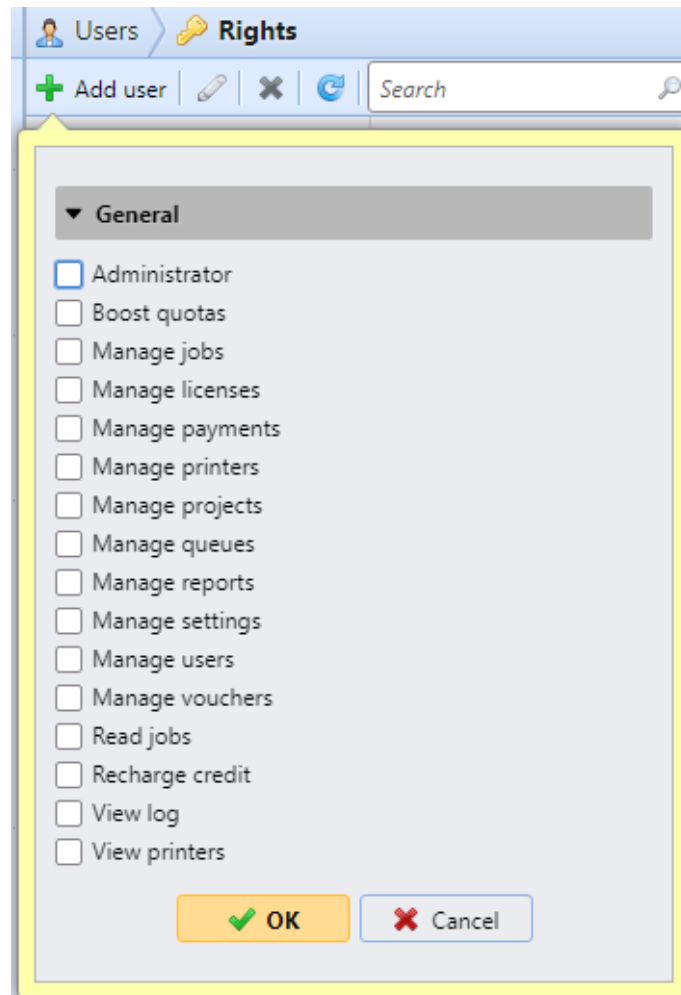 Users Rights
Add user Search
General
Administrator
Boost quotas
Manage jobs
Manage licenses
Manage payments
Manage printers
Manage projects
Manage queues
Manage reports
Manage settings
Manage users
Manage vouchers
Read jobs
Recharge credit
View log
View printers
OK Cancel